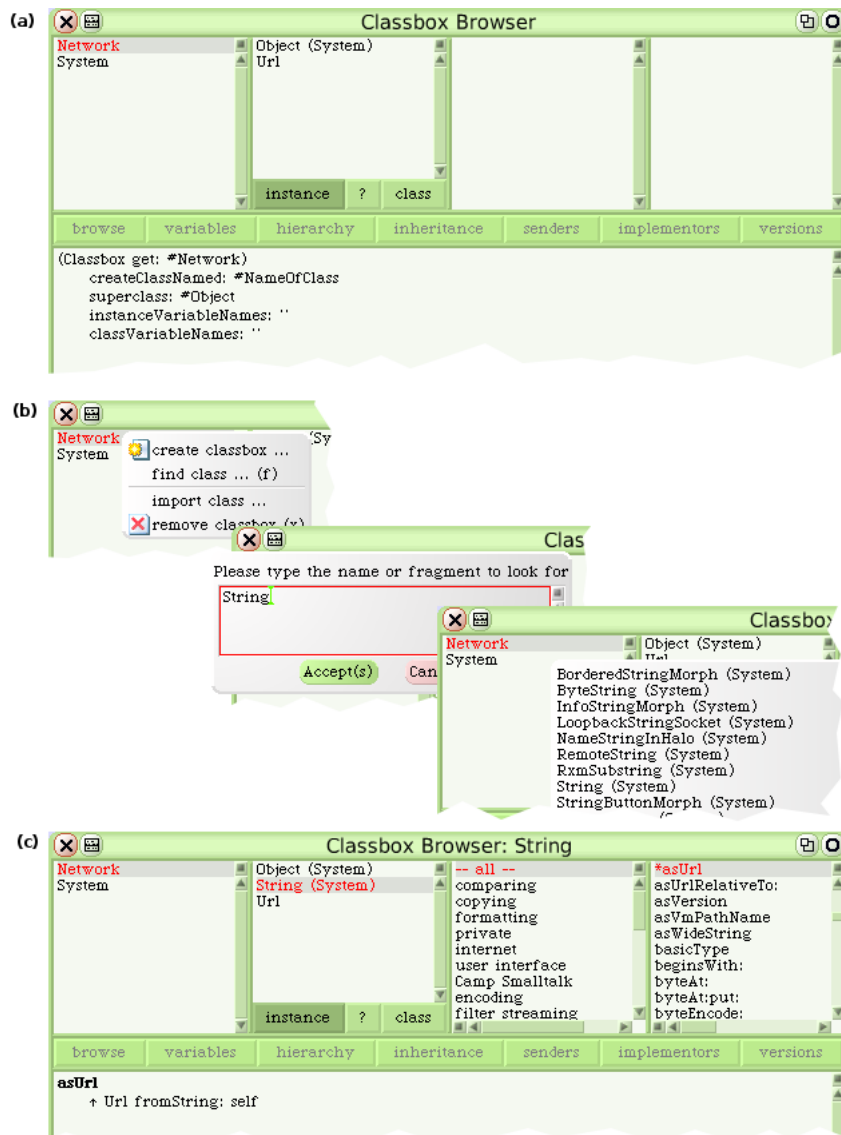 (a)
Classbox Browser
Network
System
Object (System)
Url
instance ? class
browse variables hierarchy inheritance senders implementors versions
(Classbox get: #Network)
createClassNamed: #NameOfClass
superclass: #Object
instanceVariableNames: ''
classVariableNames: ''
(b)
Network
System
(Sy
create classbox ...
find class ... (f)
import class ...
remove classbox (x)
Clas
Please type the name or fragment to look for
String
Accept(s) Can
Classbox
Network
System
Object (System)
Url
BorderedStringMorph (System)
ByteString (System)
InfoStringMorph (System)
LoopbackStringSocket (System)
NameStringInHalo (System)
RemoteString (System)
RxmSubstring (System)
String (System)
StringButtonMorph (System)
(c)
Classbox Browser: String
Network
System
Object (System)
String (System)
Url
instance ? class
-- all --
comparing
copying
formatting
private
internet
user interface
Camp Smalltalk
encoding
filter streaming
*asUrl
asUrlRelativeTo:
asVersion
asVmPathName
asWideString
basicType
beginsWith:
byteAt:
byteAt:put:
byteEncode:
browse variables hierarchy inheritance senders implementors versions
asUrl
↑ Url fromString: self